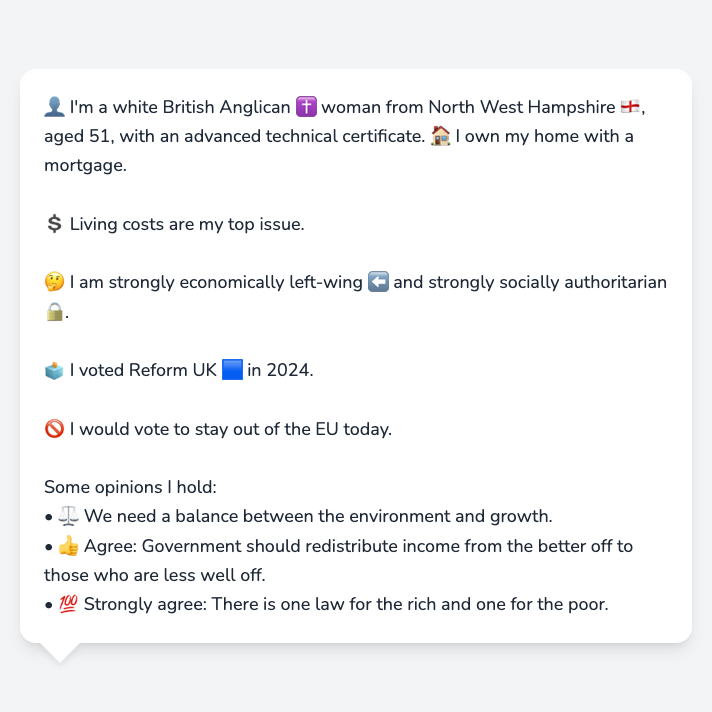 👤 I'm a white British Anglican ✝️ woman from North West Hampshire 🏴󠁧󠁢󠁥󠁮󠁧󠁿,
aged 51, with an advanced technical certificate. 🏠 I own my home with a
mortgage.
💲 Living costs are my top issue.
🤔 I am strongly economically left-wing ⬅️ and strongly socially authoritarian
🔒.
🗳️ I voted Reform UK 🟦 in 2024.
🚫 I would vote to stay out of the EU today.
Some opinions I hold:
• ⚖️ We need a balance between the environment and growth.
• 👍 Agree: Government should redistribute income from the better off to
those who are less well off.
• 💯 Strongly agree: There is one law for the rich and one for the poor.